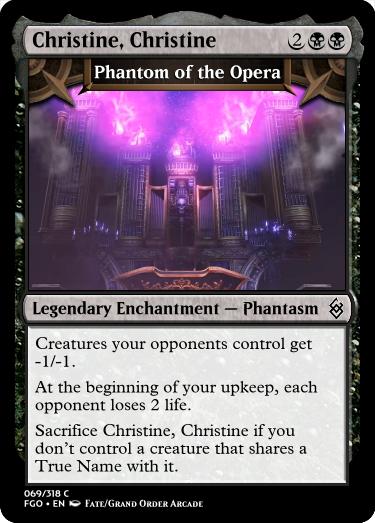 Christine, Christine 2
Phantom of the Opera
Legendary Enchantment — Phantasm
Creatures your opponents control get
-1/-1.
At the beginning of your upkeep, each
opponent loses 2 life.
Sacrifice Christine, Christine if you
don't control a creature that shares a
True Name with it.
069/318 C
FGO • EN Fate/Grand Order Arcade